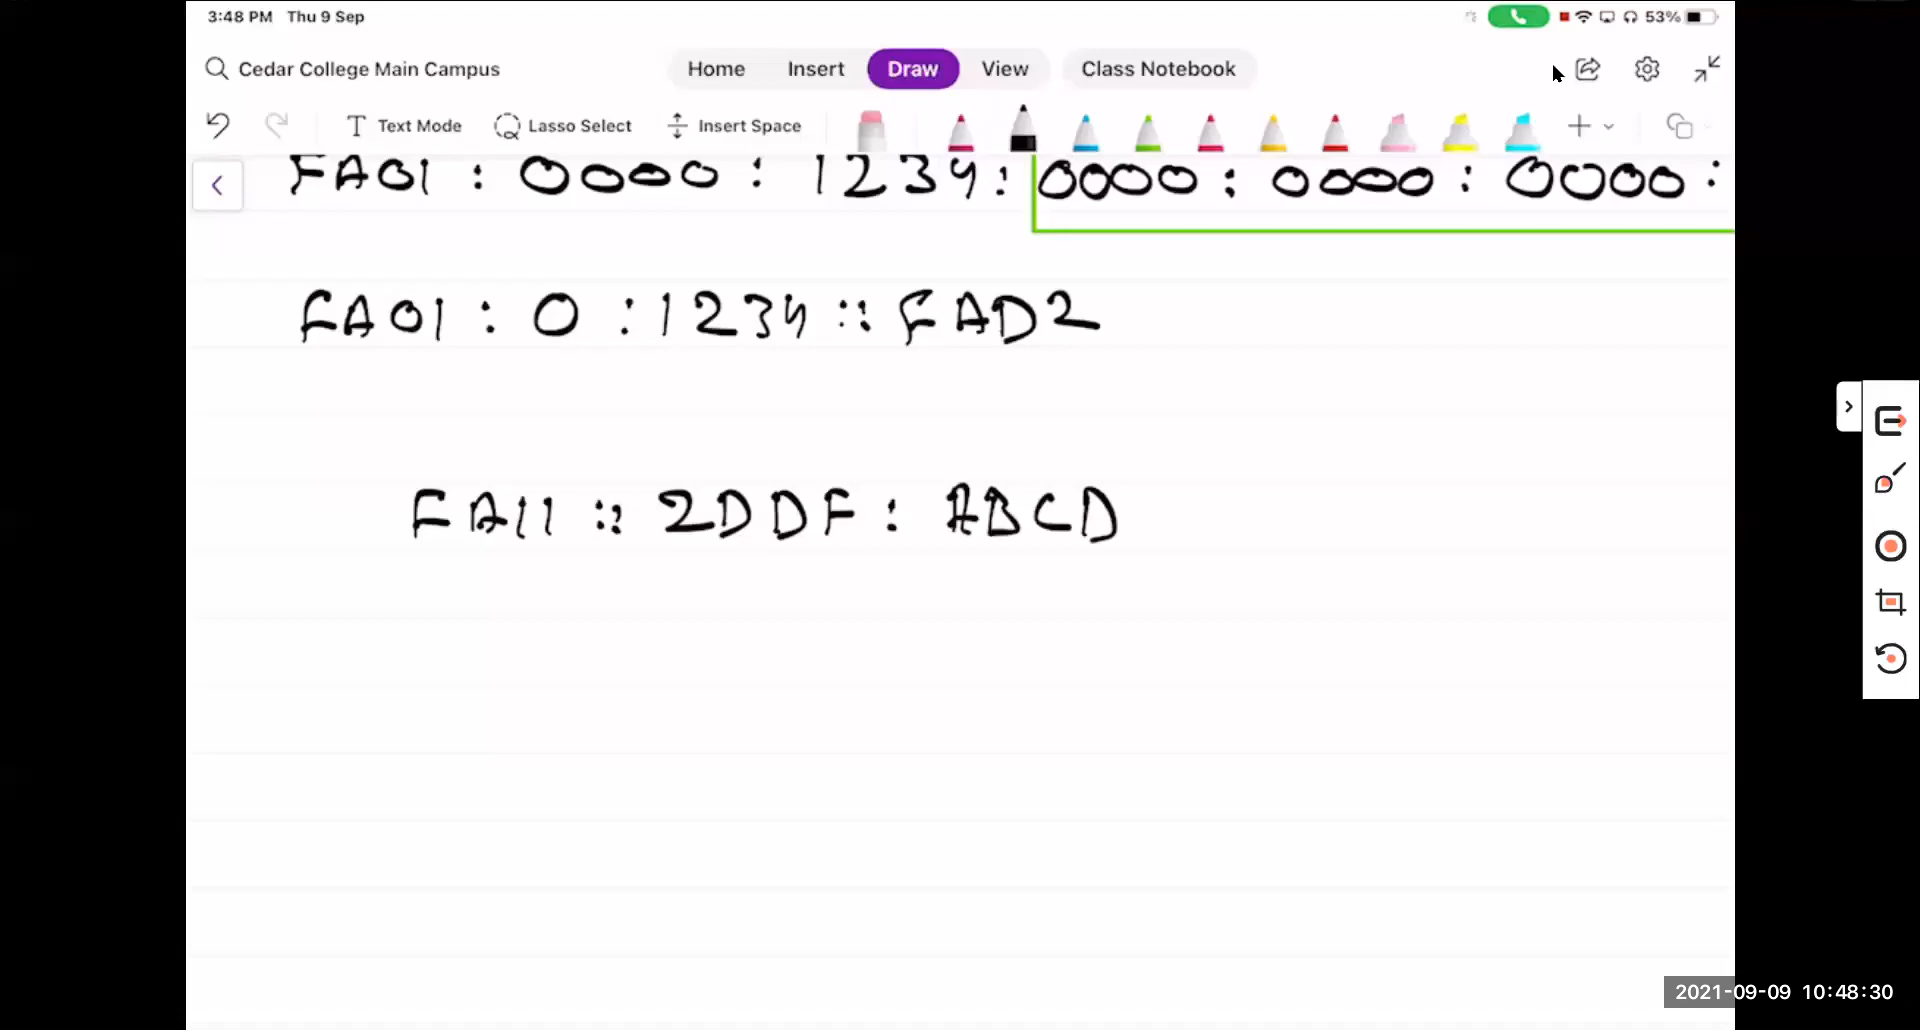 3:48 PM Thu 9 Sep
53%
Cedar College Main Campus
Home Insert Draw View Class Notebook
Text Mode Lasso Select Insert Space
FA01 : 0000 : 1234 : 0000 : 0000 : 0000 :
FA01 : 0 : 1234 :: FAD2
FA11 :: 2DDF : ABCD
2021-09-09 10:48:30